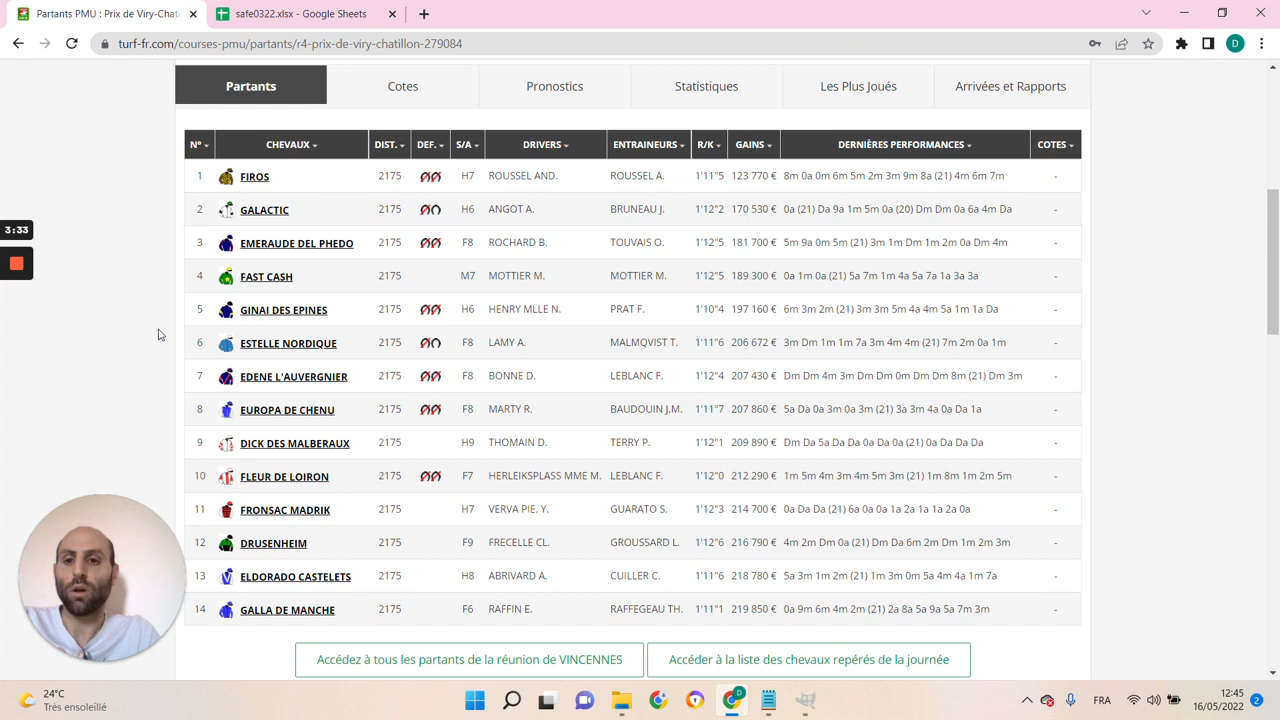 Partants PMU : Prix de Viry-Chati
safe0322.xlsx - Google Sheets
turf-fr.com/courses-pmu/partants/r4-prix-de-viry-chatillon-279084
D
Partants Cotes Pronostics Statistiques Les Plus Joués Arrivées et Rapports
N° CHEVAUX DIST. DEF. S/A DRIVERS ENTRAINEURS R/K GAINS DERNIÈRES PERFORMANCES COTES
1 FIROS 2175 H7 ROUSSEL AND. ROUSSEL A. 1'11"5 123 770 € 8m 0a 0m 6m 5m 2m 3m 9m 8a (21) 4m 6m 7m -
2 GALACTIC 2175 H6 ANGOT A. BRUNEAU J. 1'12"2 170 530 € 0a (21) Da 9a 1m 5m 0a (20) Dm Dm 0a 6a 4m Da -
3 EMERAUDE DEL PHEDO 2175 F8 ROCHARD B. TOUVAIS O. 1'12"5 181 700 € 5m 9a 0m 5m (21) 3m 1m Dm 1m 2m 0a Dm 4m -
4 FAST CASH 2175 M7 MOTTIER M. MOTTIER M. 1'12"5 189 300 € 0a 1m 0a (21) 5a 7m 1m 4a 5a 7a 1a 3a 3a -
5 GINAI DES EPINES 2175 H6 HENRY MLLE N. PRAT F. 1'10"4 197 160 € 6m 3m 2m (21) 3m 3m 5m 4a 4m 5a 1m 1a Da -
6 ESTELLE NORDIQUE 2175 F8 LAMY A. MALMQVIST T. 1'11"6 206 672 € 3m Dm 1m 1m 7a 3m 4m 4m (21) 7m 2m 0a 1m -
7 EDENE L'AUVERGNIER 2175 F8 BONNE D. LEBLANC F. 1'12"4 207 430 € Dm Dm 4m 3m Dm Dm 0m Dm Dm 8m (21) Dm 3m -
8 EUROPA DE CHENU 2175 F8 MARTY R. BAUDOUIN J.M. 1'11"7 207 860 € 5a Da 0a 3m 0a 3m (21) 3a 3m 4a 0a Da 1a -
9 DICK DES MALBERAUX 2175 H9 THOMAIN D. TERRY P. 1'12"1 209 890 € Dm Da 5a Da Da 0a Da 0a (21) 0a Da Da Da -
10 FLEUR DE LOIRON 2175 F7 HERLEIKSPLASS MME M. LEBLANC F. 1'12"0 212 290 € 1m 5m 4m 3m 4m 5m 3m (21) 1m 8m 1m 2m 5m -
11 FRONSAC MADRIK 2175 H7 VERVA PIE. Y. GUARATO S. 1'12"3 214 700 € 0a Da Da (21) 6a 0a 0a 1a 2a 1a 1a 2a 0a -
12 DRUSENHEIM 2175 F9 FRECELLE CL. GROUSSARD L. 1'12"6 216 790 € 4m 2m Dm 0a (21) Dm Da 6m 2m Dm 1m 2m 3m -
13 ELDORADO CASTELETS 2175 H8 ABRIVARD A. CUILLER C. 1'11"6 218 780 € 5a 3m 1m 2m (21) 1m 3m 0m 5a 4m 4a 1m 7a -
14 GALLA DE MANCHE 2175 F6 RAFFIN E. RAFFEGEAU TH. 1'11"1 219 850 € 0a 9m 6m 4m 2m (21) 2a 8a 3m 5a 5a 7m 3m -
3:33
Accédez à tous les partants de la réunion de VINCENNES
Accéder à la liste des chevaux repérés de la journée
24°C
Très ensoleillé
D
FRA
12:45
16/05/2022
2